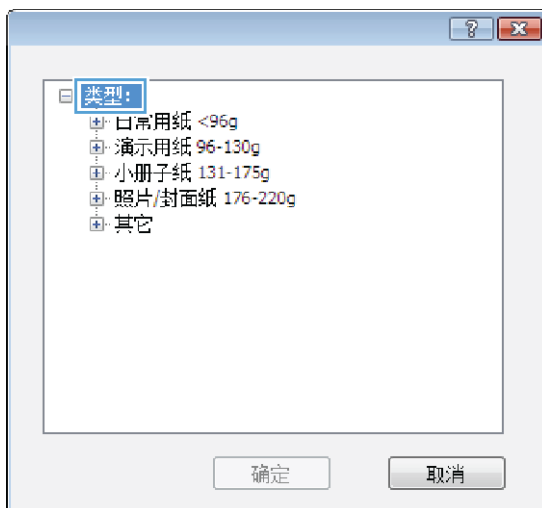 类型:
日常用纸 <96g
演示用纸 96-130g
小册子纸 131-175g
照片/封面纸 176-220g
其它
确定
取消